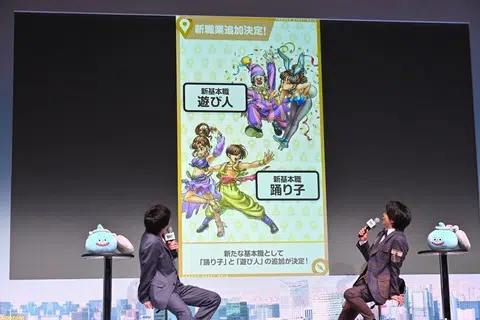 新職業追加決定!
新基本職
遊び人
新基本職
踊り子
新たな基本職として
「踊り子」と「遊び人」の追加が決定!